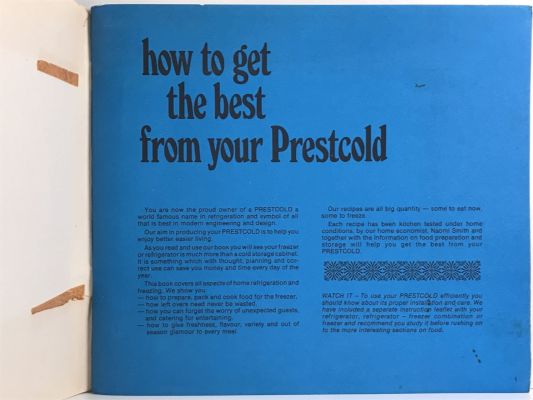 how to get
the best
from your Prestcold
You are now the proud owner of a PRESTCOLD a
world famous name in refrigeration and symbol of all
that is best in modern engineering and design.
Our aim in producing your PRESTCOLD is to help you
enjoy better easier living.
As you read and use our book you will see your freezer
or refrigerator is much more than a cold storage cabinet.
It is something which with thought, planning and cor-
rect use can save you money and time every day of the
year.
This book covers all aspects of home refrigeration and
freezing. We show you
— how to prepare, pack and cook food for the freezer,
— how left overs need never be wasted,
— how you can forget the worry of unexpected guests,
and catering for entertaining,
— how to give freshness, flavour, variety and out of
season glamour to every meal.
Our recipes are all big quantity — some to eat now,
some to freeze.
Each recipe has been kitchen tested under home
conditions, by our home economist, Naomi Smith and
together with the information on food preparation and
storage will help you get the best from your
PRESTCOLD.
WATCH IT – To use your PRESTCOLD efficiently you
should know about its proper installation and care. We
have included a separate instruction leaflet with your
refrigerator, refrigerator – freezer combination or
freezer and recommend you study it before rushing on
to the more interesting sections on food.